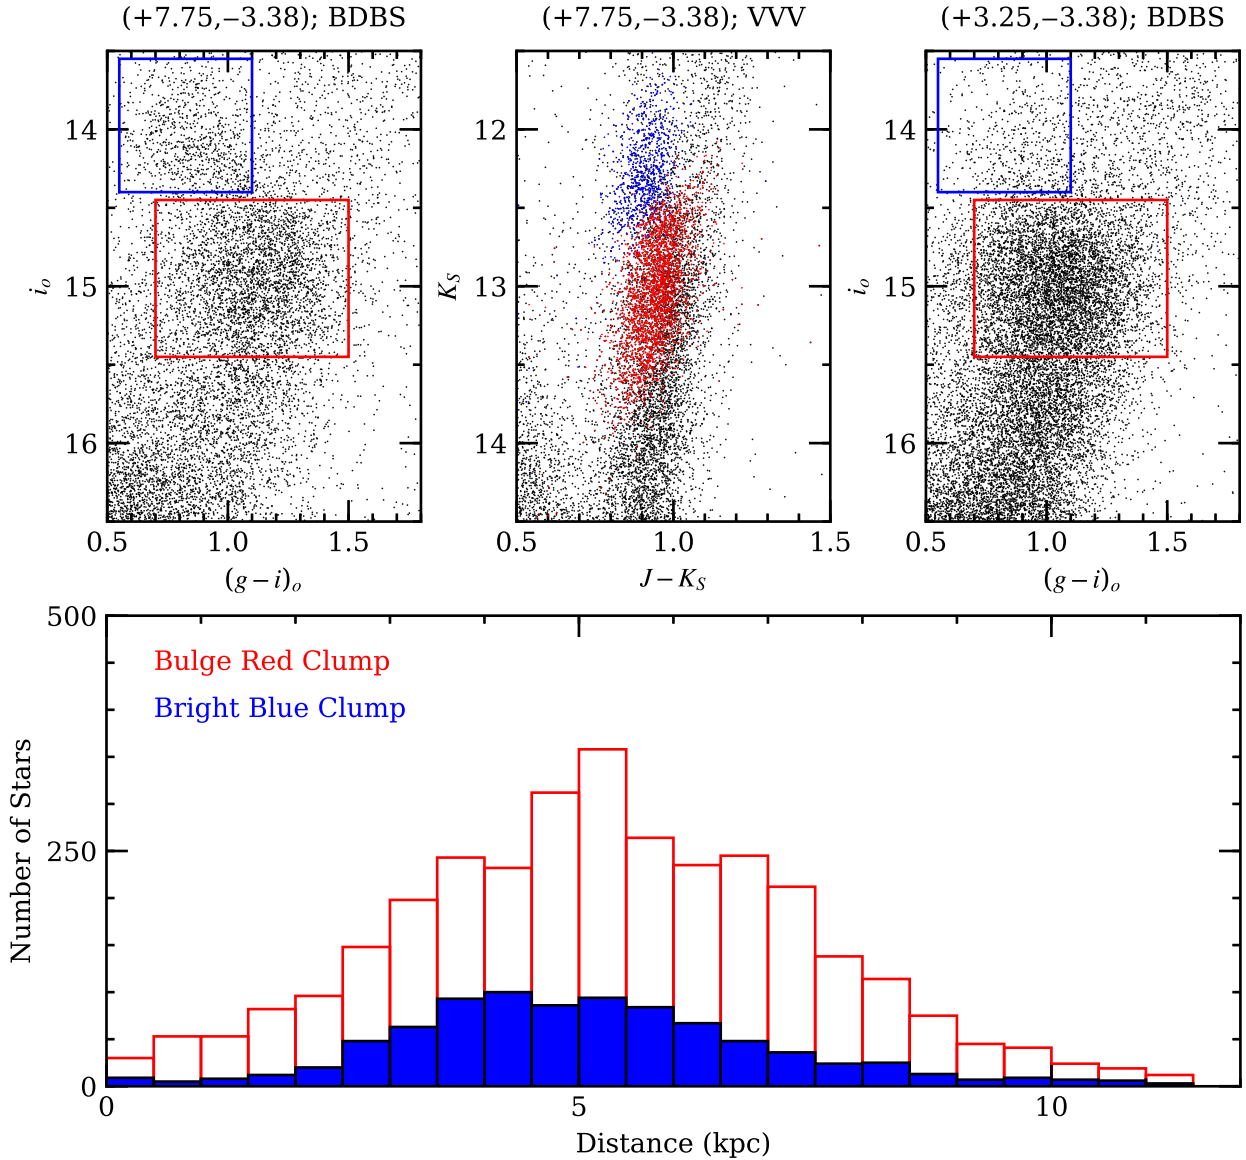 (+7.75,−3.38); BDBS
(+7.75,−3.38); VVV
(+3.25,−3.38); BDBS
14
15
16
i_o
0.5 1.0 1.5
(g − i)_o
12
13
14
K_S
0.5 1.0 1.5
J − K_S
14
15
16
i_o
0.5 1.0 1.5
(g − i)_o
500
250
0
Number of Stars
Bulge Red Clump
Bright Blue Clump
0 5 10
Distance (kpc)